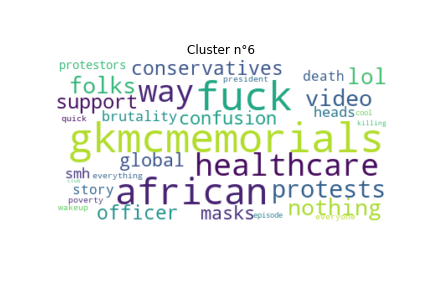 Cluster n°6
protestors conservatives president death lol
folks way fuck video
support brutality confusion heads cool
quick gkmcmemorials killing
smh global healthcare
everything african protests
story
poverty officer masks episode nothing
wakeup everyone